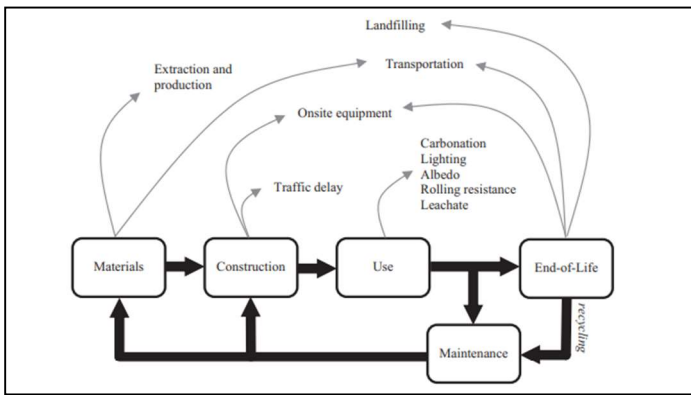 Landfilling
Transportation
Extraction and
production
Onsite equipment
Carbonation
Lighting
Albedo
Rolling resistance
Leachate
Traffic delay
Materials
Construction
Use
End-of-Life
recycling
Maintenance